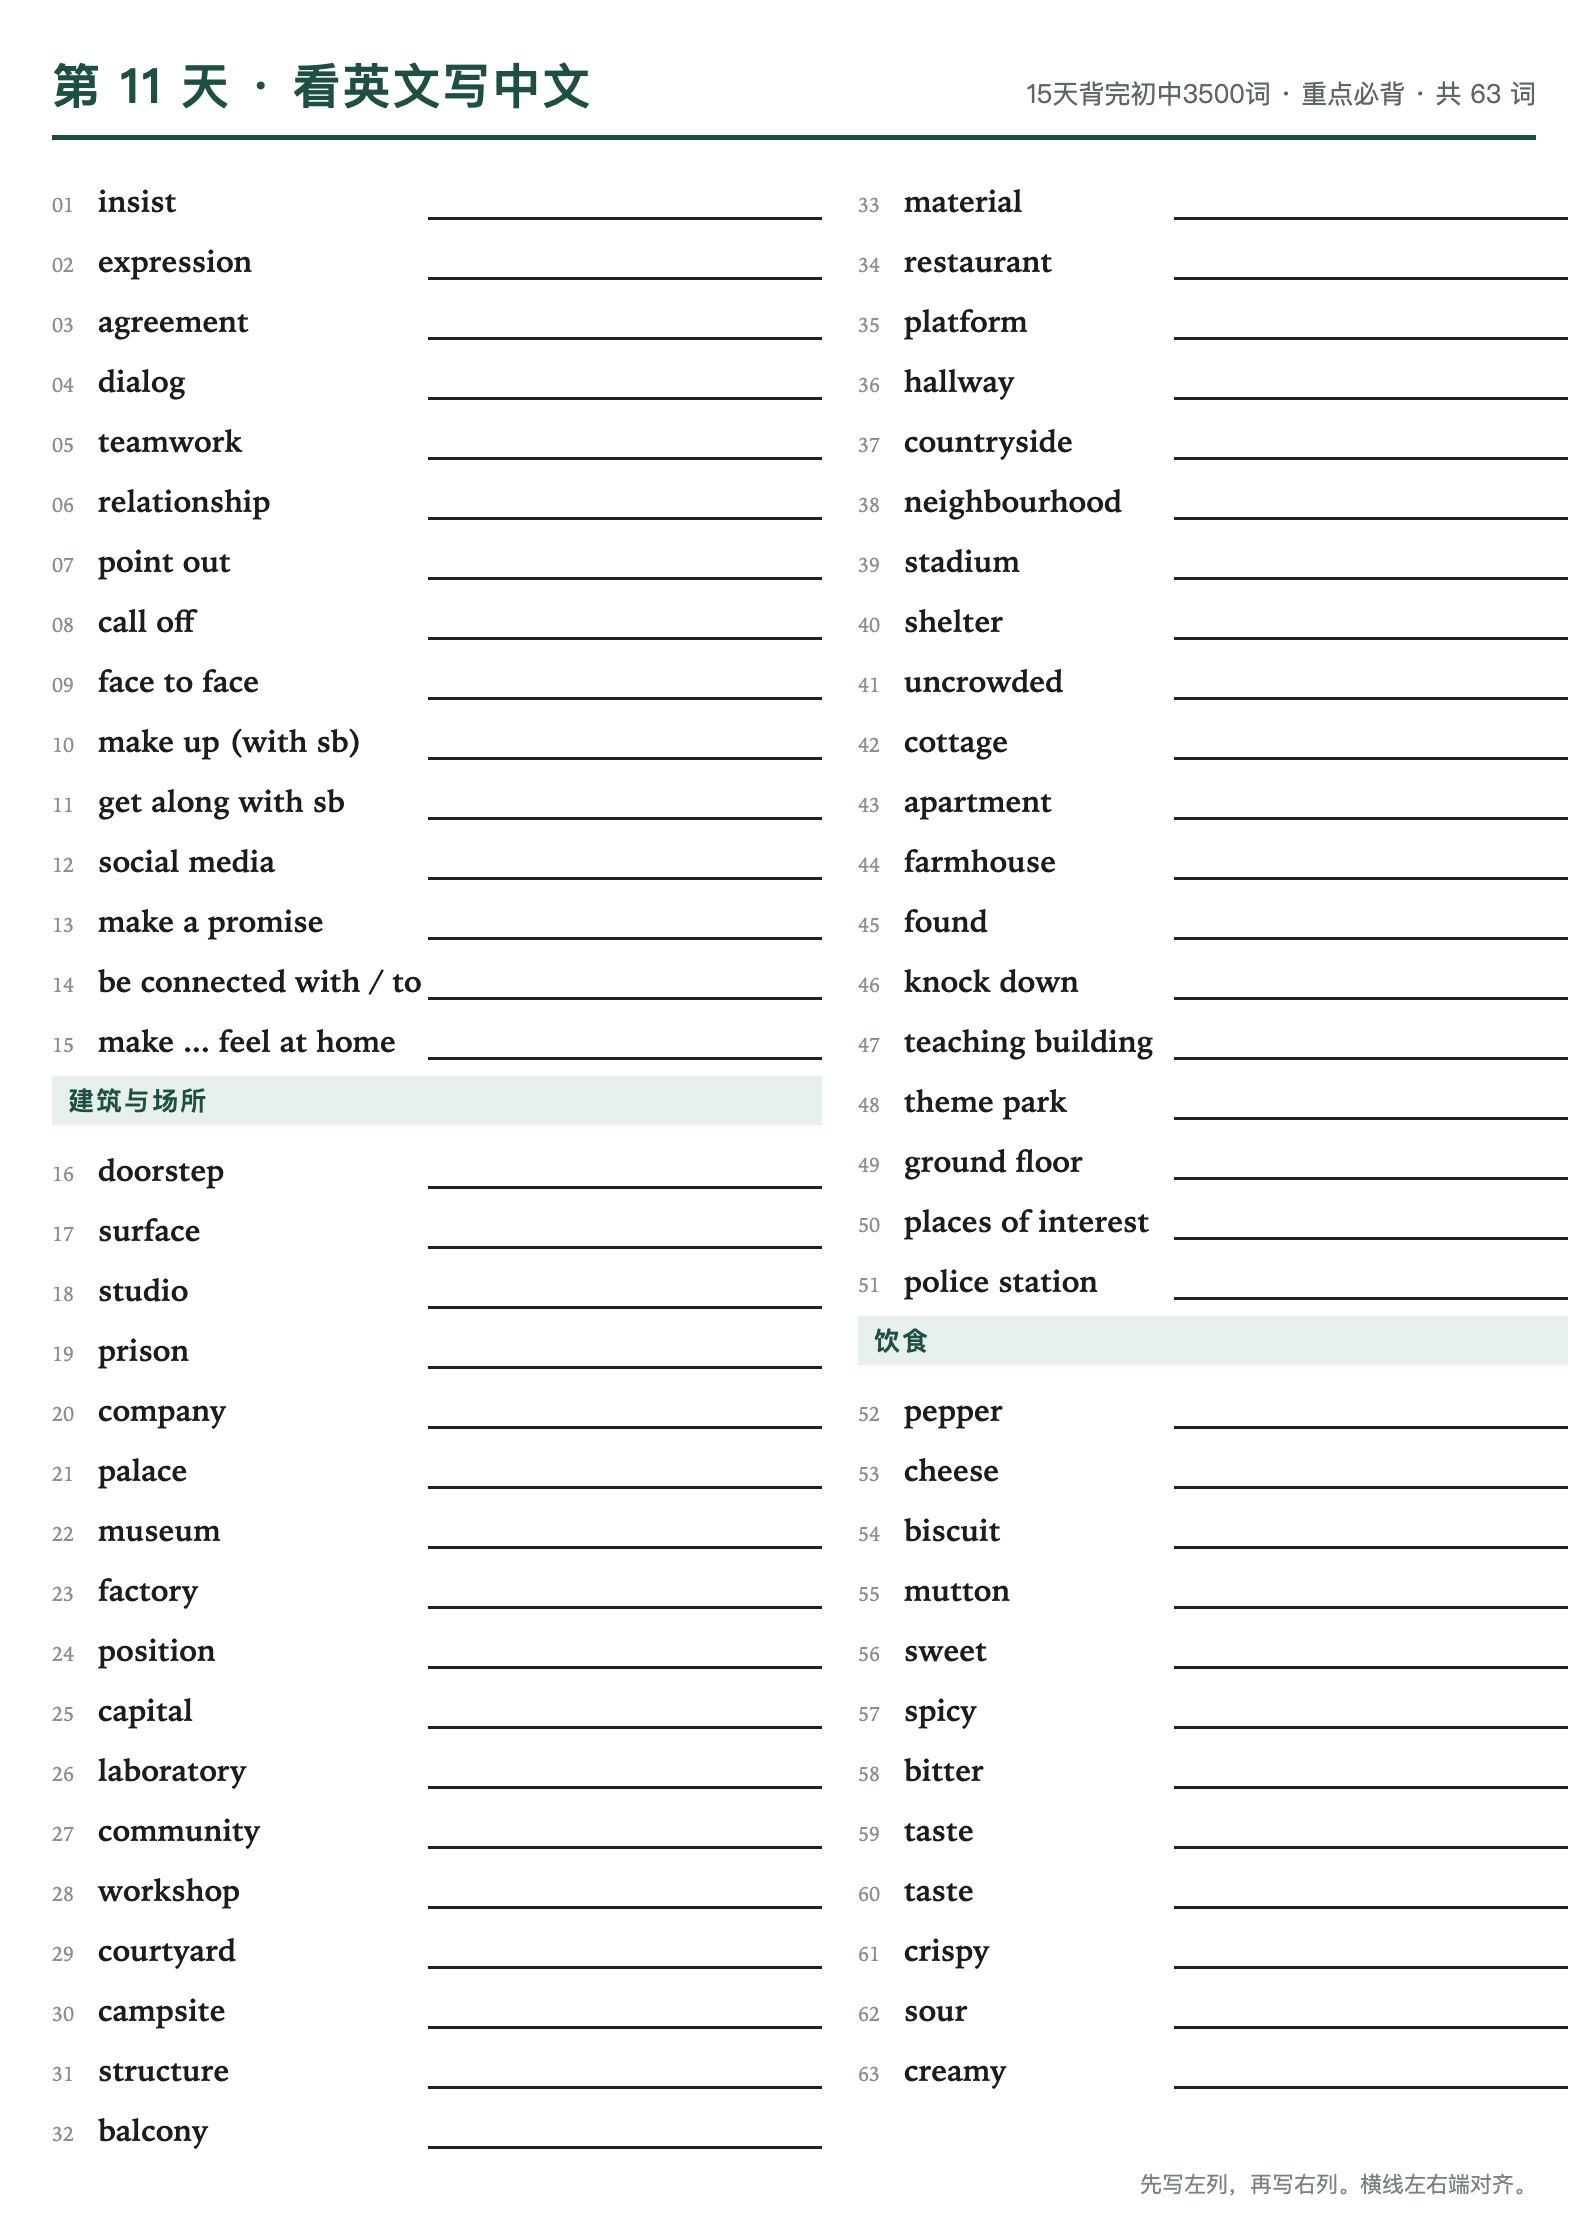 第 11 天 · 看英文写中文
15天背完初中3500词 · 重点必背 · 共 63 词
01 insist
02 expression
03 agreement
04 dialog
05 teamwork
06 relationship
07 point out
08 call off
09 face to face
10 make up (with sb)
11 get along with sb
12 social media
13 make a promise
14 be connected with / to
15 make ... feel at home
建筑与场所
16 doorstep
17 surface
18 studio
19 prison
20 company
21 palace
22 museum
23 factory
24 position
25 capital
26 laboratory
27 community
28 workshop
29 courtyard
30 campsite
31 structure
32 balcony
33 material
34 restaurant
35 platform
36 hallway
37 countryside
38 neighbourhood
39 stadium
40 shelter
41 uncrowded
42 cottage
43 apartment
44 farmhouse
45 found
46 knock down
47 teaching building
48 theme park
49 ground floor
50 places of interest
51 police station
饮食
52 pepper
53 cheese
54 biscuit
55 mutton
56 sweet
57 spicy
58 bitter
59 taste
60 taste
61 crispy
62 sour
63 creamy
先写左列，再写右列。横线左右端对齐。